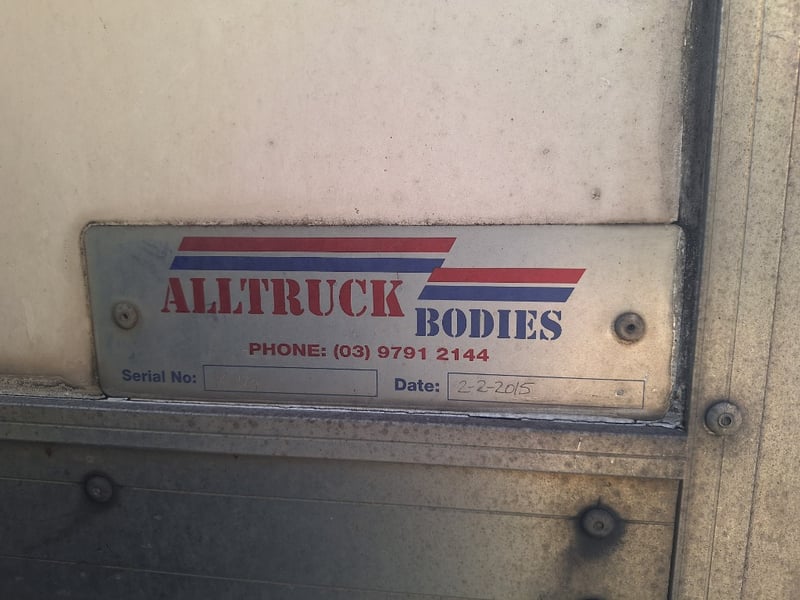 ALLTRUCK
BODIES
PHONE: (03) 9791 2144
Serial No:
Date: 2-2-2015